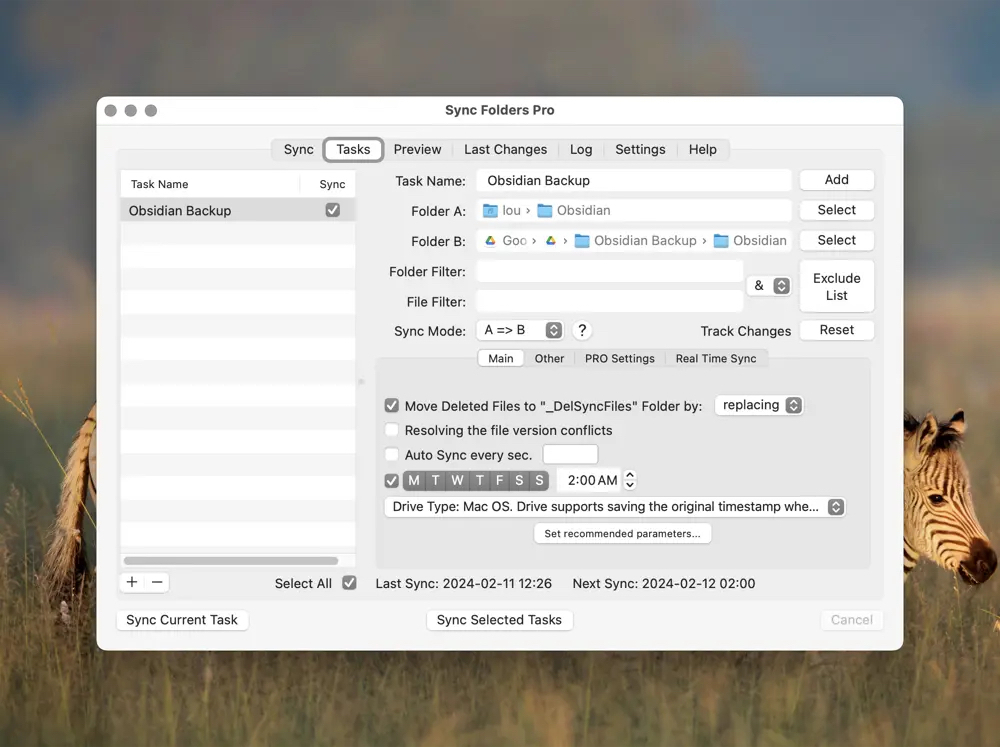 Sync Folders Pro
Sync Tasks Preview Last Changes Log Settings Help
Task Name Sync
Obsidian Backup
Task Name: Obsidian Backup Add
Folder A: lou › Obsidian Select
Folder B: Goo › › Obsidian Backup › Obsidian Select
Folder Filter:
& Exclude List
File Filter:
Sync Mode: A => B ? Track Changes Reset
Main Other PRO Settings Real Time Sync
Move Deleted Files to "_DelSyncFiles" Folder by: replacing
Resolving the file version conflicts
Auto Sync every sec.
M T W T F S S 2:00 AM
Drive Type: Mac OS. Drive supports saving the original timestamp whe...
Set recommended parameters...
+ − Select All Last Sync: 2024-02-11 12:26 Next Sync: 2024-02-12 02:00
Sync Current Task Sync Selected Tasks Cancel